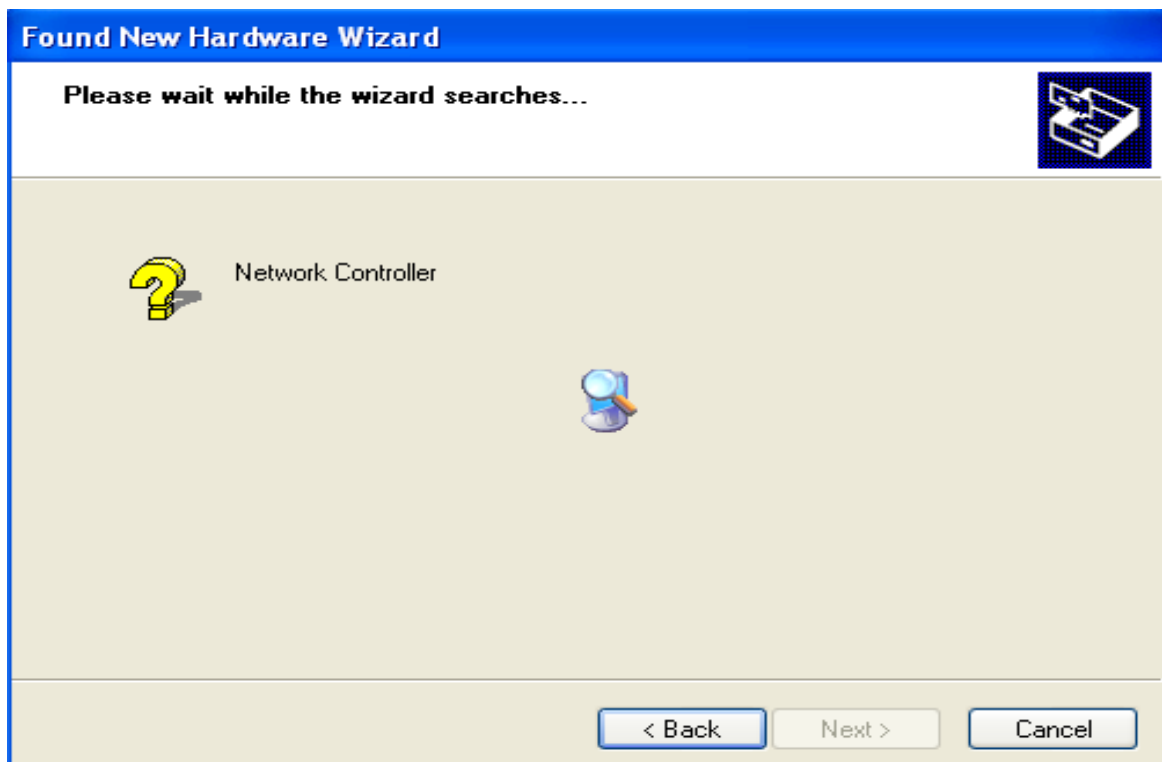 Found New Hardware Wizard
Please wait while the wizard searches...
Network Controller
< Back
Next >
Cancel